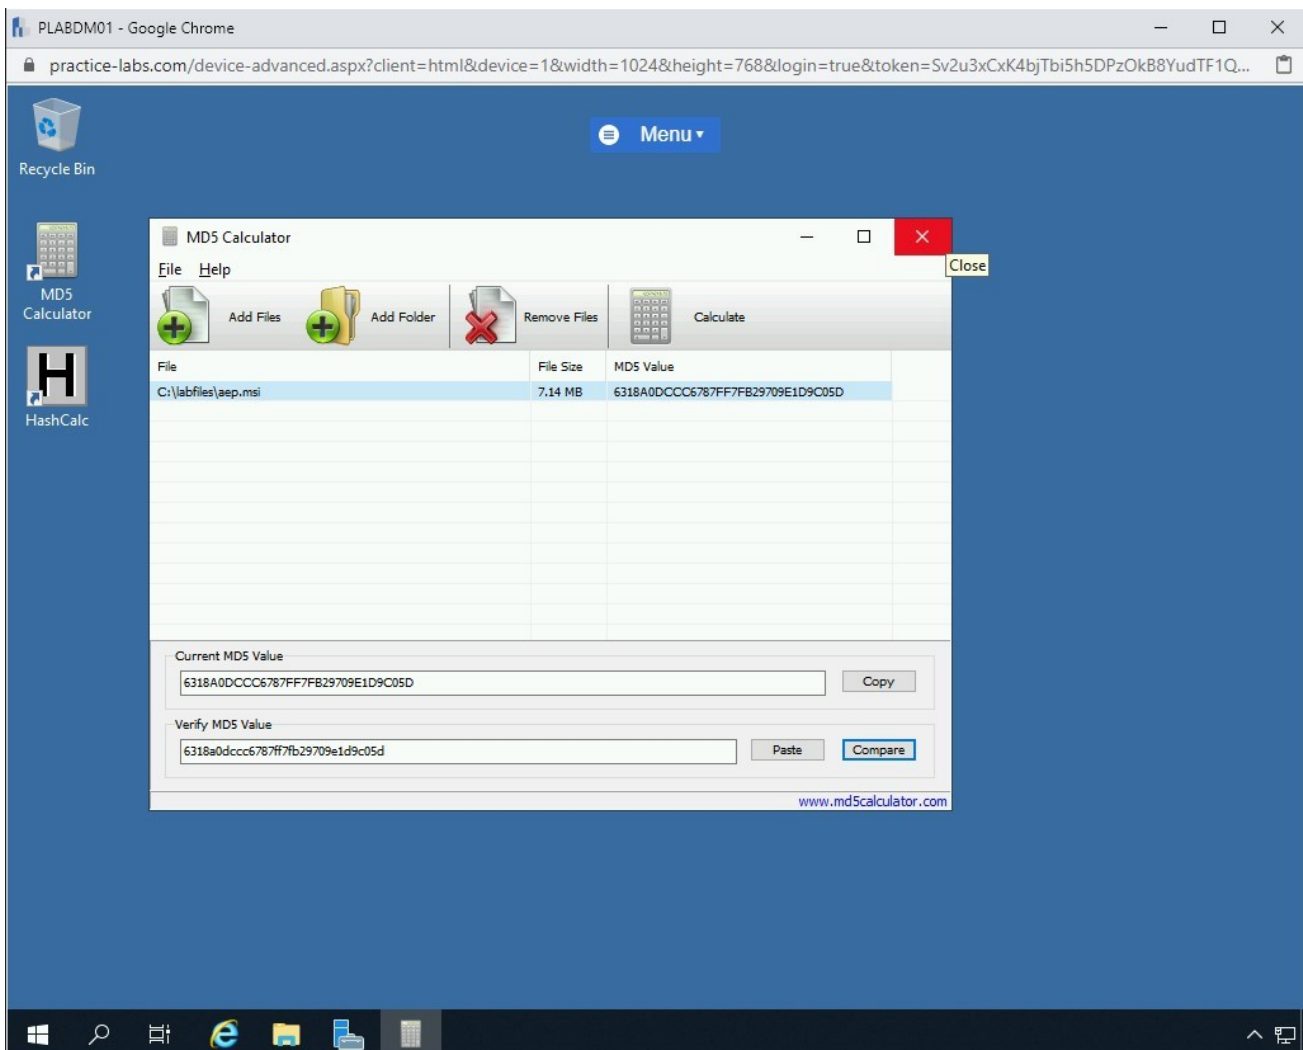 PLABDM01 - Google Chrome
practice-labs.com/device-advanced.aspx?client=html&device=1&width=1024&height=768&login=true&token=Sv2u3xCxK4bjTbi5h5DPzOkB8YudTF1Q...
Recycle Bin
Menu
MD5 Calculator
File Help
Close
MD5
Calculator
Add Files Add Folder Remove Files Calculate
File File Size MD5 Value
C:\labfiles\aep.msi 7.14 MB 6318A0DCCC6787FF7FB29709E1D9C05D
H
HashCalc
Current MD5 Value
6318A0DCCC6787FF7FB29709E1D9C05D Copy
Verify MD5 Value
6318a0dccc6787ff7fb29709e1d9c05d Paste Compare
www.md5calculator.com